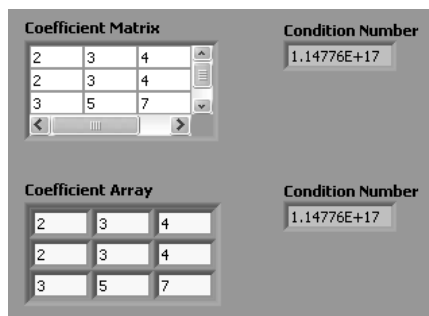 Coefficient Matrix
Condition Number
2 3 4
1.14776E+17
2 3 4
3 5 7
Coefficient Array
Condition Number
2 3 4
1.14776E+17
2 3 4
3 5 7